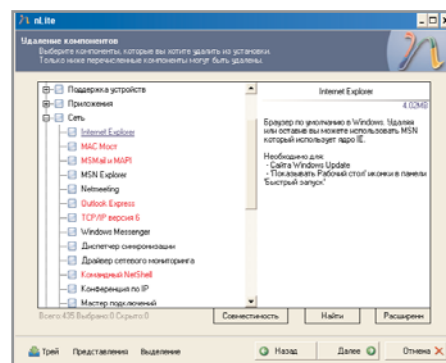 nLite
Удаление компонентов
Выберите компоненты, которые вы хотите удалить из установки.
Только ниже перечисленные компоненты могут быть удалены.
Поддержка устройств
Приложения
Сеть
Internet Explorer
MAC Мост
MSMail и MAPI
MSN Explorer
Netmeeting
Outlook Express
TCP/IP версия 6
Windows Messenger
Диспетчер синхронизации
Драйвер сетевого мониторинга
Командный NetShell
Конференция по IP
Мастер подключений
Internet Explorer
4.02MB
Браузер по умолчанию в Windows. Удаляя
или оставив вы можете использовать MSN
который использует ядро IE.
Необходимо для:
- Сайта Windows Update
- 'Показывать Рабочий стол' иконки в панели
'Быстрый запуск'
Всего:435 Выбрано:0 Скрыто:0
Совместимость
Найти
Расширенн
Трей
Представления
Выделение
Назад
Далее
Отмена